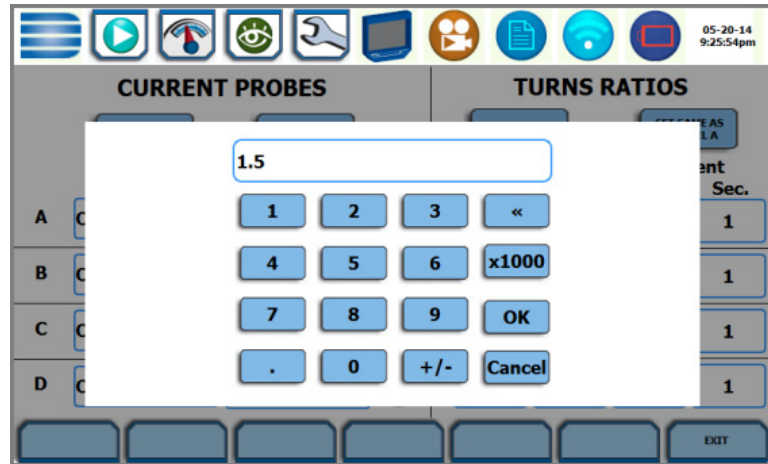 05-20-14
9:25:54pm
CURRENT PROBES
TURNS RATIOS
Sec.
1.5
1 2 3 «
4 5 6 x1000
7 8 9 OK
. 0 +/- Cancel
A 1
B 1
C 1
D 1
EXIT